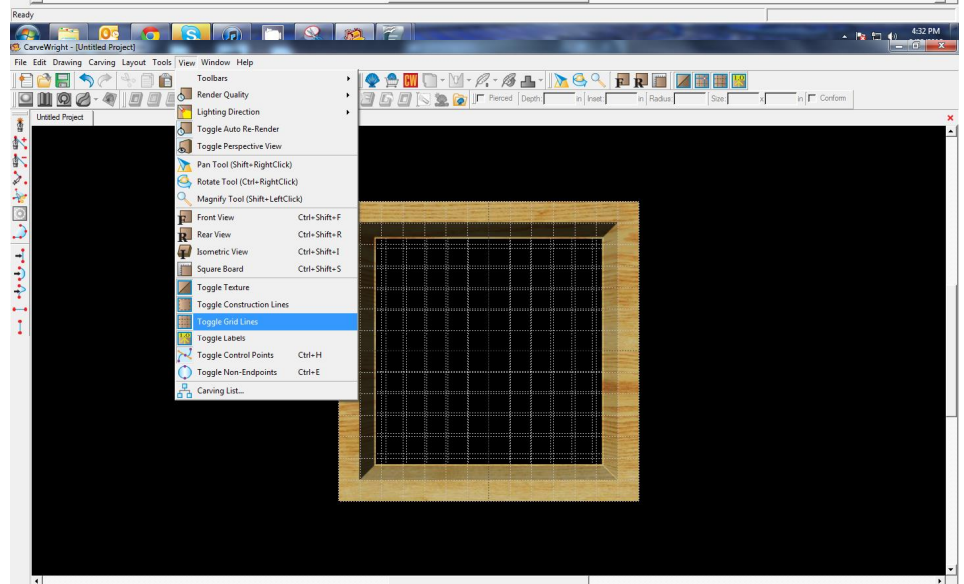 Ready
4:32 PM
CarveWright - [Untitled Project]
File Edit Drawing Carving Layout Tools View Window Help
CW
F R
Pierced Depth: in Inset: in Radius: Size: x in Conform
Untitled Project
Toolbars
Render Quality
Lighting Direction
Toggle Auto Re-Render
Toggle Perspective View
Pan Tool (Shift+RightClick)
Rotate Tool (Ctrl+RightClick)
Magnify Tool (Shift+LeftClick)
F Front View Ctrl+Shift+F
R Rear View Ctrl+Shift+R
Isometric View Ctrl+Shift+I
Square Board Ctrl+Shift+S
Toggle Texture
Toggle Construction Lines
Toggle Grid Lines
Toggle Labels
Toggle Control Points Ctrl+H
Toggle Non-Endpoints Ctrl+E
Carving List...